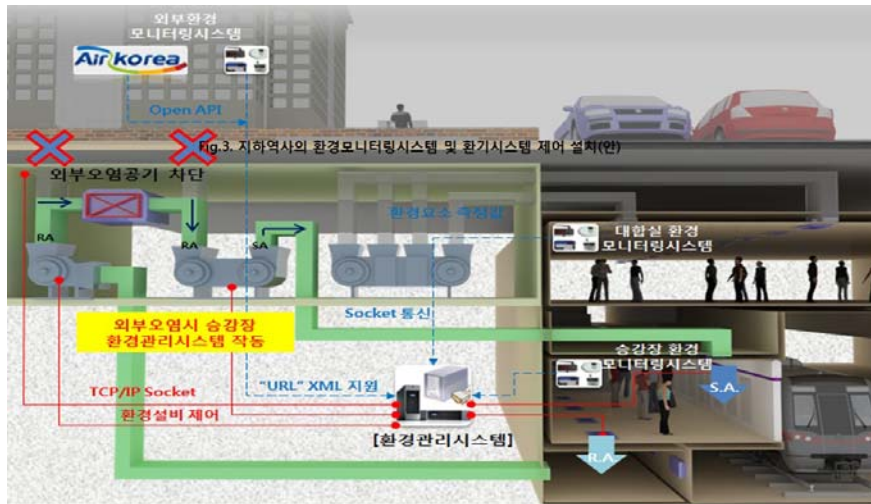 외부환경
모니터링시스템
Airkorea
Open API
Fig.3. 지하역사의 환경모니터링시스템 및 환기시스템 제어 설치(안)
외부오염공기 차단
환경요소 측정값
대합실 환경
모니터링시스템
RA
RA
SA
Socket 통신
외부오염시 승강장
환경관리시스템 작동
승강장 환경
모니터링시스템
TCP/IP Socket
"URL" XML 지원
S.A.
환경설비 제어
[환경관리시스템]
R.A.